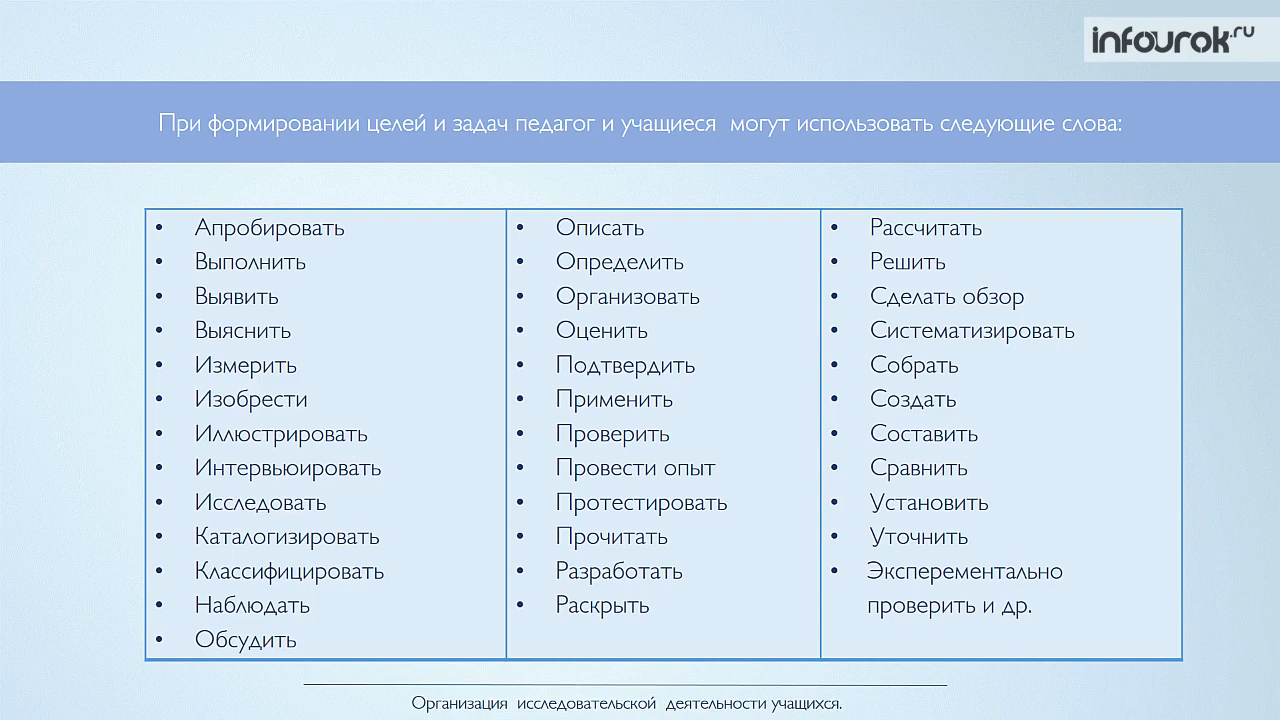 infourok.ru
При формировании целей и задач педагог и учащиеся могут использовать следующие слова:
• Апробировать
• Выполнить
• Выявить
• Выяснить
• Измерить
• Изобрести
• Иллюстрировать
• Интервьюировать
• Исследовать
• Каталогизировать
• Классифицировать
• Наблюдать
• Обсудить
• Описать
• Определить
• Организовать
• Оценить
• Подтвердить
• Применить
• Проверить
• Провести опыт
• Протестировать
• Прочитать
• Разработать
• Раскрыть
• Рассчитать
• Решить
• Сделать обзор
• Систематизировать
• Собрать
• Создать
• Составить
• Сравнить
• Установить
• Уточнить
• Эксперементально
проверить и др.
Организация исследовательской деятельности учащихся.